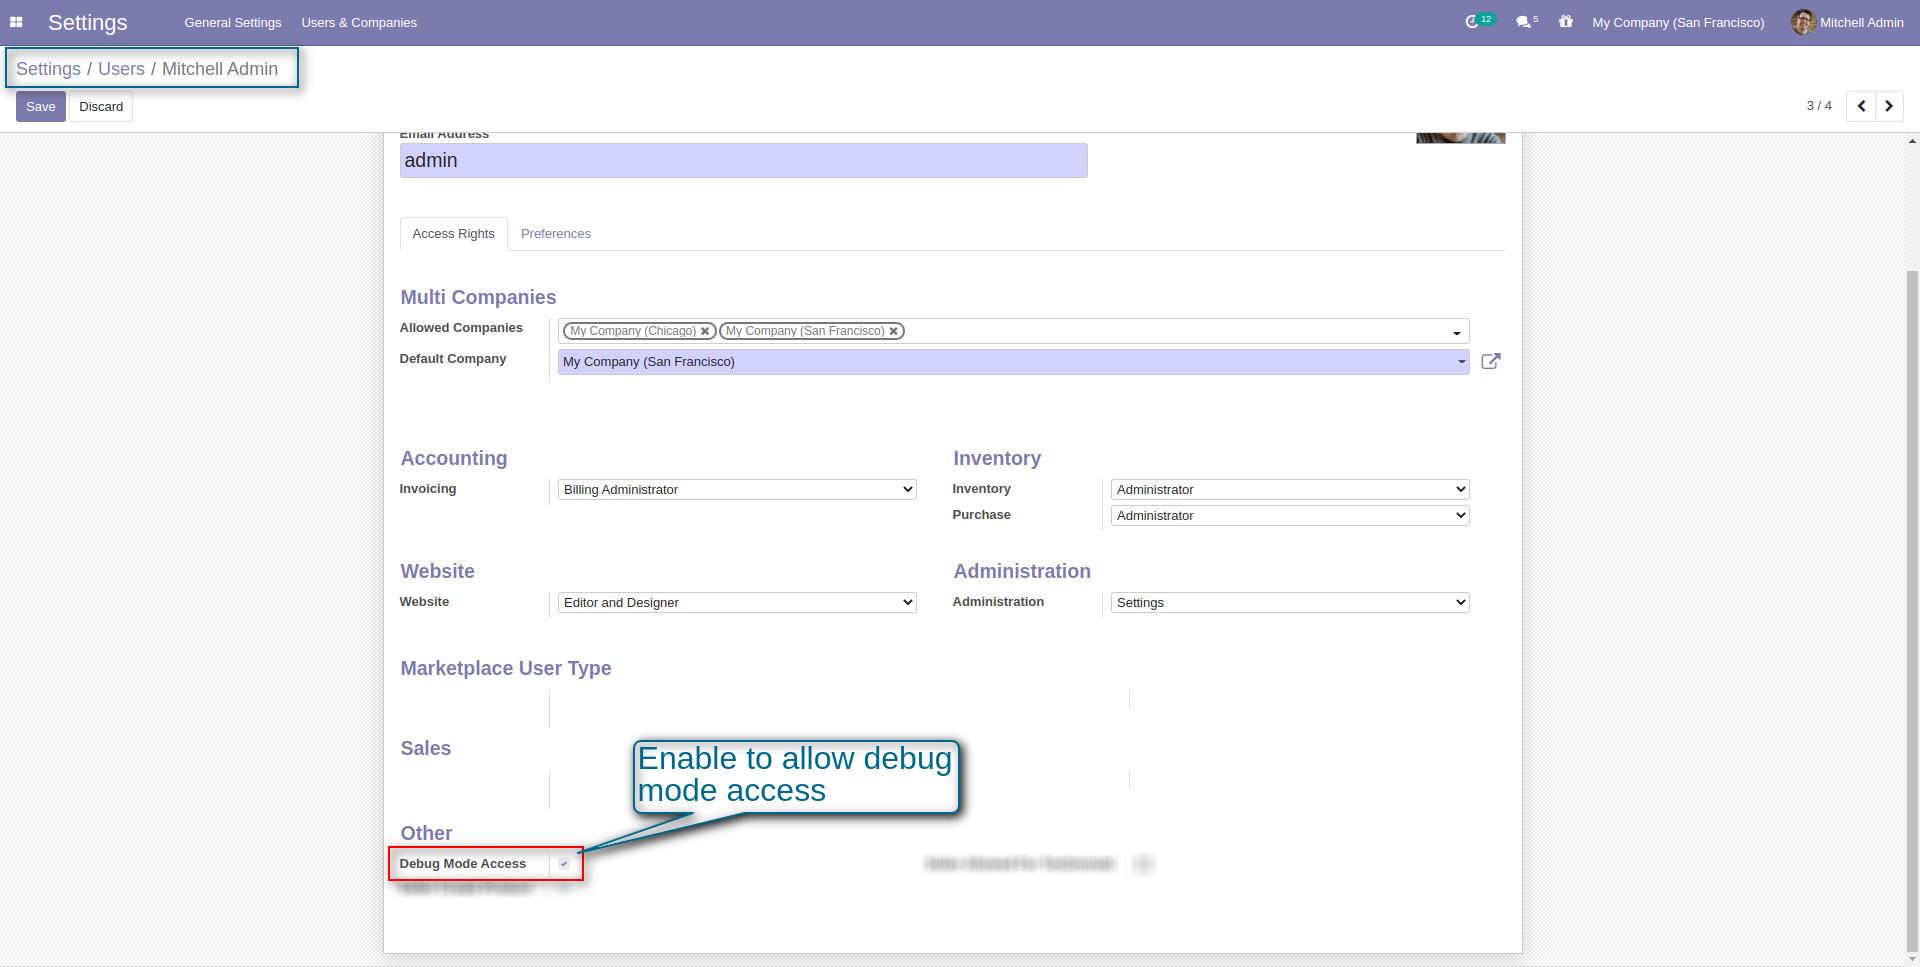 Settings General Settings Users & Companies 12 5 My Company (San Francisco) Mitchell Admin
Settings / Users / Mitchell Admin
Save Discard 3 / 4
Email Address
admin
Access Rights Preferences
Multi Companies
Allowed Companies My Company (Chicago) My Company (San Francisco)
Default Company My Company (San Francisco)
Accounting Inventory
Invoicing Billing Administrator Inventory Administrator
Purchase Administrator
Website Administration
Website Editor and Designer Administration Settings
Marketplace User Type
Sales
Enable to allow debug
mode access
Other
Debug Mode Access